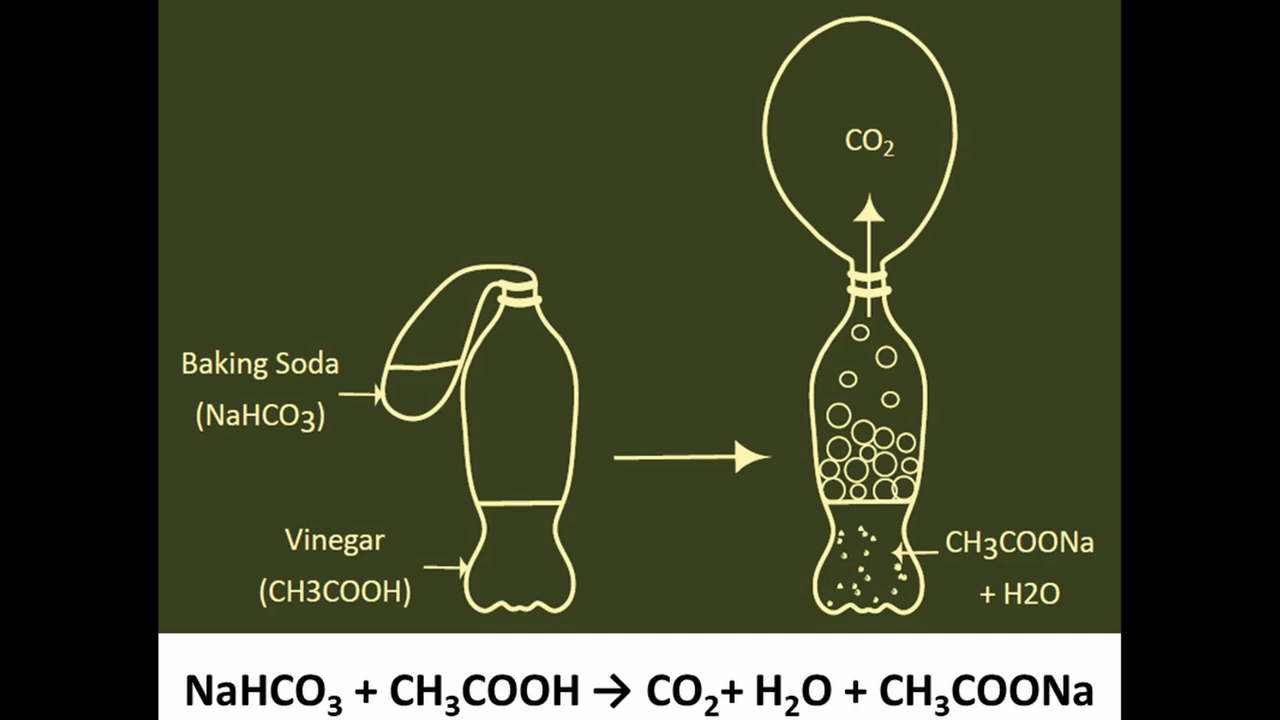 CO₂
Baking Soda
(NaHCO₃)
Vinegar
(CH3COOH)
CH₃COONa
+ H2O
NaHCO₃ + CH₃COOH → CO₂+ H₂O + CH₃COONa